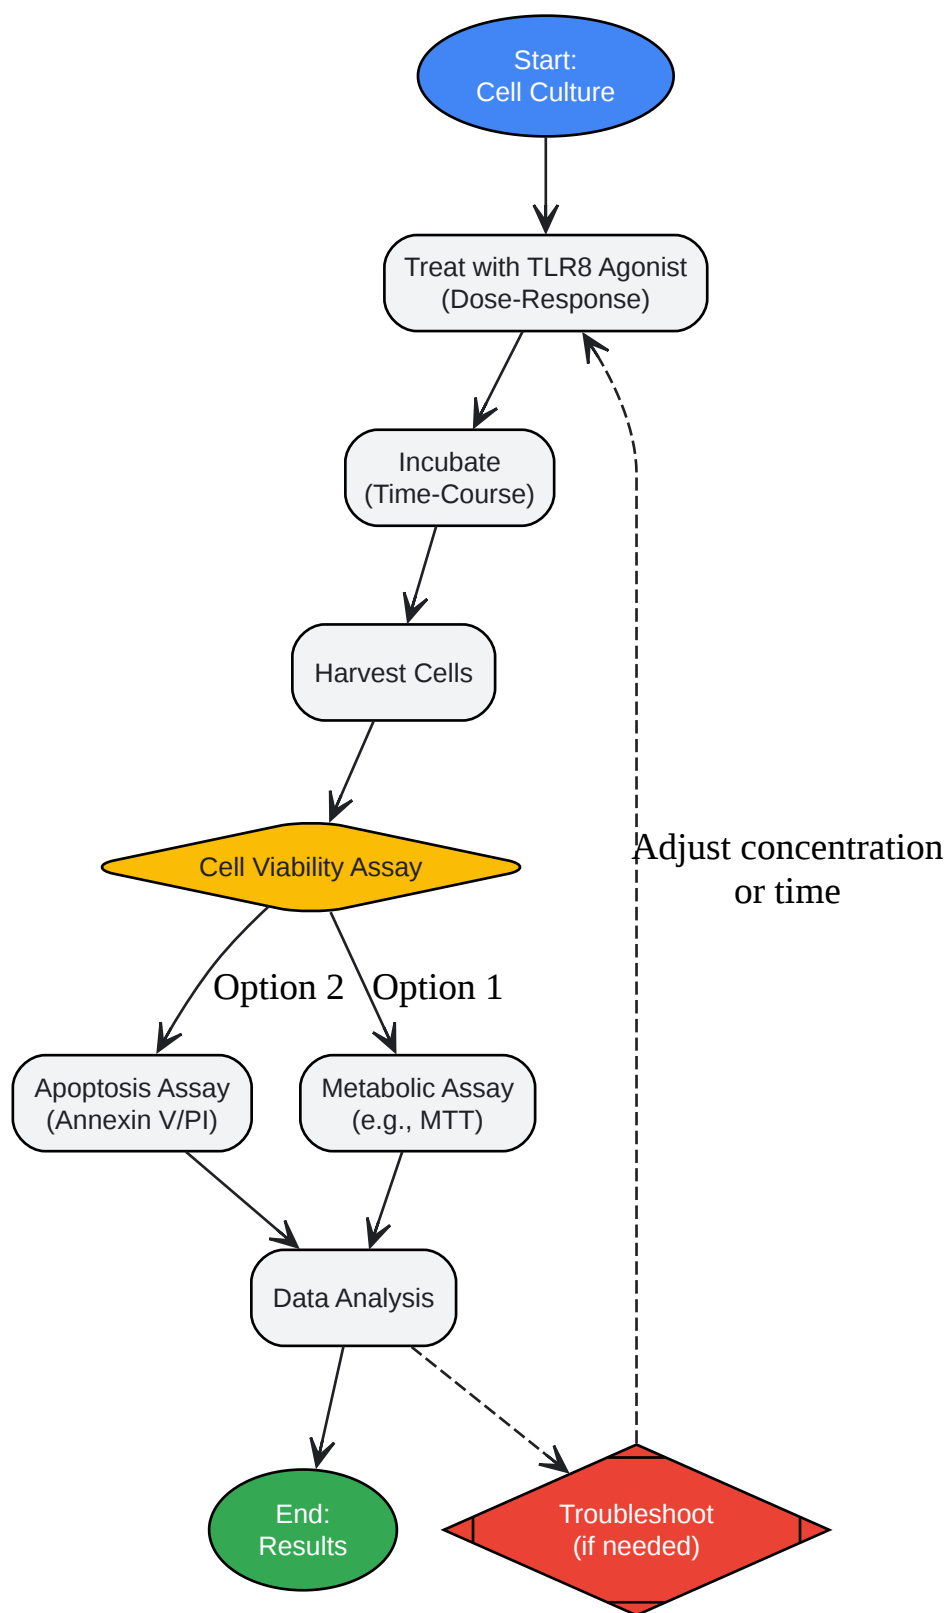 Start:
Cell Culture
Treat with TLR8 Agonist
(Dose-Response)
Incubate
(Time-Course)
Harvest Cells
Cell Viability Assay
Adjust concentration
or time
Option 2
Option 1
Apoptosis Assay
(Annexin V/PI)
Metabolic Assay
(e.g., MTT)
Data Analysis
End:
Results
Troubleshoot
(if needed)